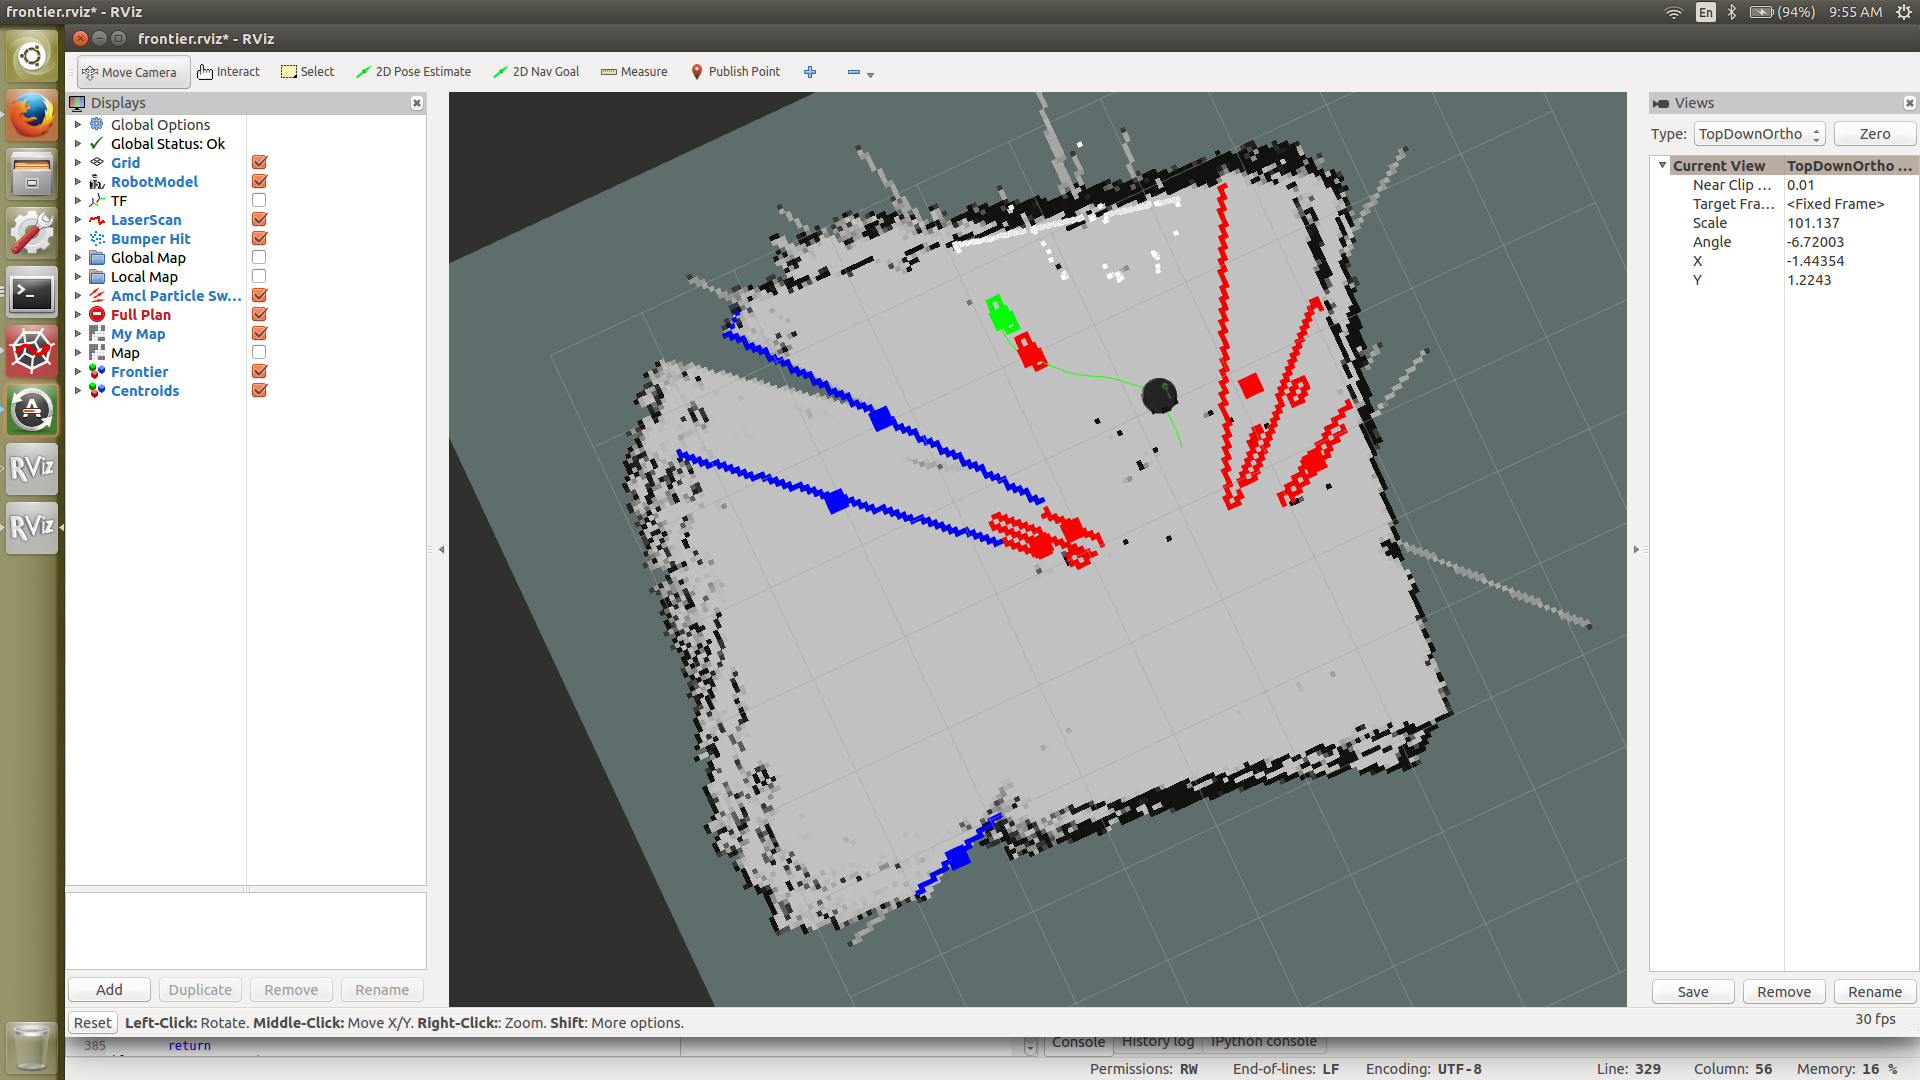 frontier.rviz* - RViz
En
(94%)
9:55 AM
frontier.rviz* - RViz
Move Camera
Interact
Select
2D Pose Estimate
2D Nav Goal
Measure
Publish Point
Displays
Global Options
Global Status: Ok
Grid
RobotModel
TF
LaserScan
Bumper Hit
Global Map
Local Map
Amcl Particle Sw...
Full Plan
My Map
Map
Frontier
Centroids
Add
Duplicate
Remove
Rename
Views
Type:
TopDownOrtho
Zero
Current View TopDownOrtho ...
Near Clip ... 0.01
Target Fra... <Fixed Frame>
Scale 101.137
Angle -6.72003
X -1.44354
Y 1.2243
Save
Remove
Rename
RViz
RViz
Reset
Left-Click: Rotate. Middle-Click: Move X/Y. Right-Click:: Zoom. Shift: More options.
30 fps
385 return
Console
History log
IPython console
Permissions: RW
End-of-lines: LF
Encoding: UTF-8
Line: 329
Column: 56
Memory: 16 %